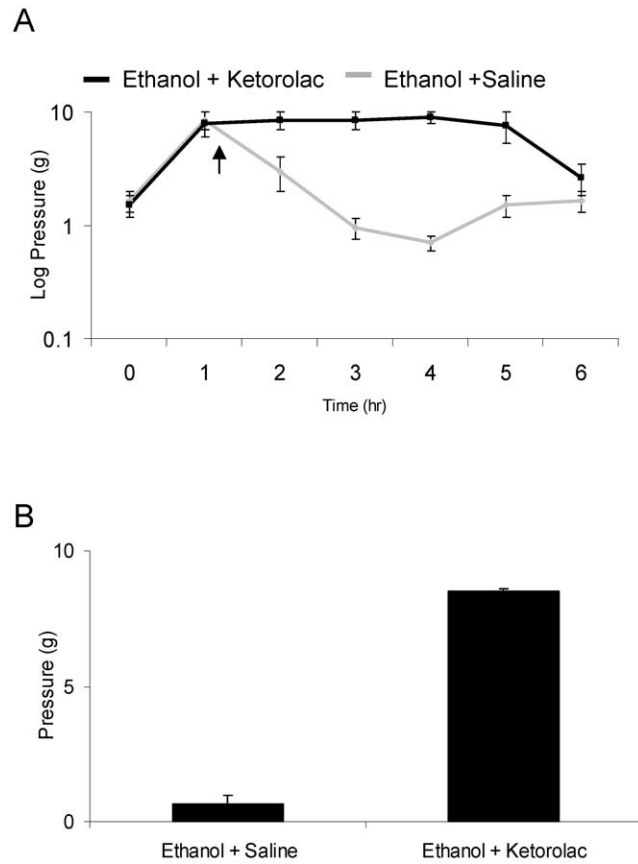 A
Ethanol + Ketorolac Ethanol +Saline
Log Pressure (g)
10
1
0.1
0 1 2 3 4 5 6
Time (hr)
B
Pressure (g)
10
5
0
Ethanol + Saline Ethanol + Ketorolac